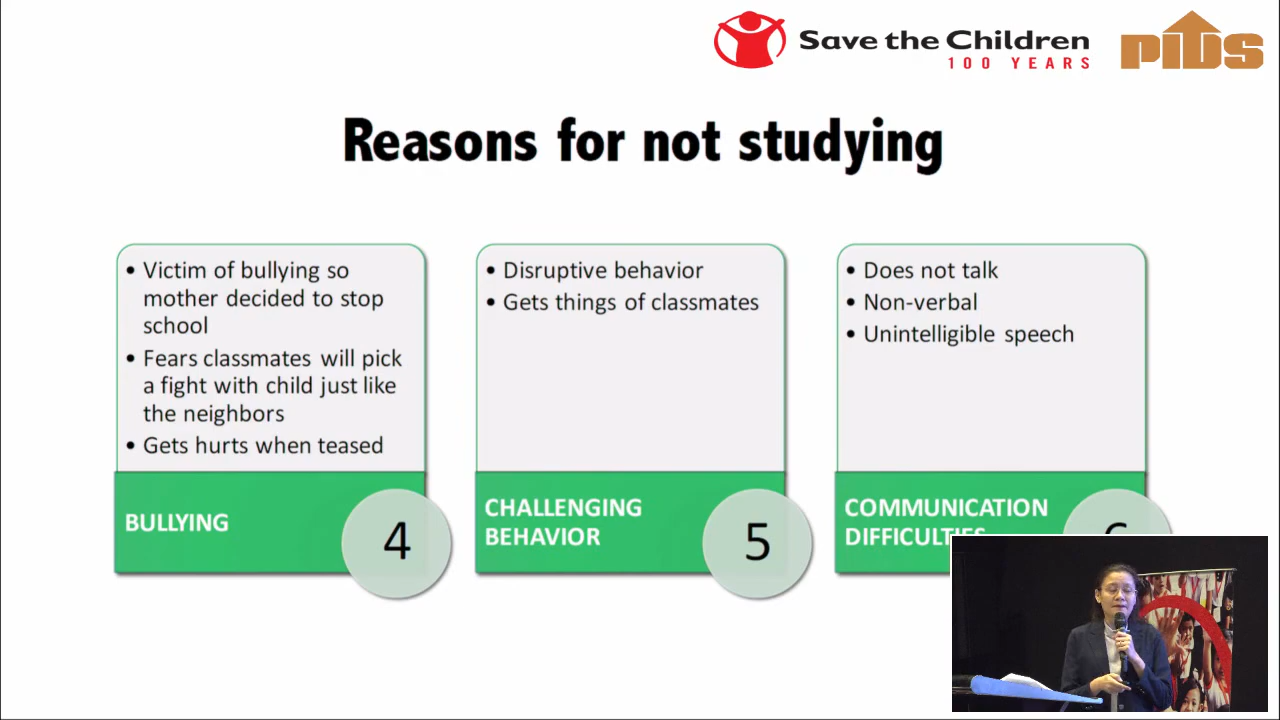 Save the Children
100 YEARS
PIDS
Reasons for not studying
• Victim of bullying so
mother decided to stop
school
• Fears classmates will pick
a fight with child just like
the neighbors
• Gets hurts when teased
BULLYING
4
• Disruptive behavior
• Gets things of classmates
CHALLENGING
BEHAVIOR
5
• Does not talk
• Non-verbal
• Unintelligible speech
COMMUNICATION
DIFFICULTIES
6